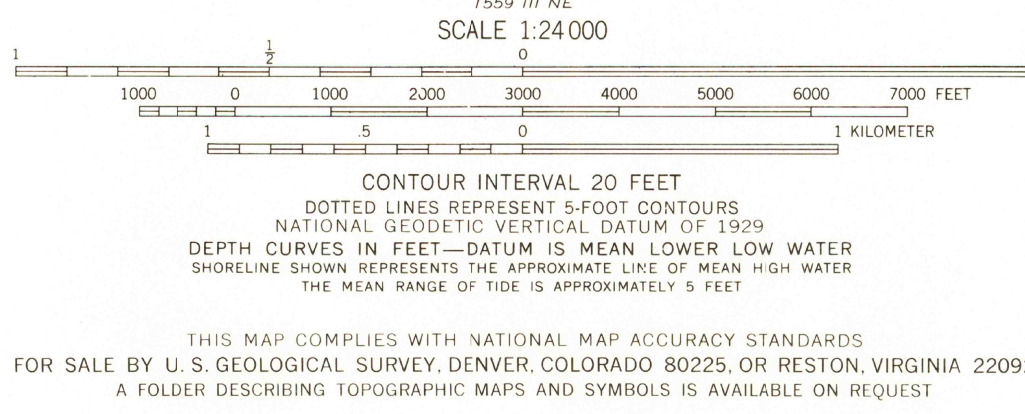 1559 III NE
SCALE 1:24 000
1 1/2 0
1000 0 1000 2000 3000 4000 5000 6000 7000 FEET
1 .5 0 1 KILOMETER
CONTOUR INTERVAL 20 FEET
DOTTED LINES REPRESENT 5-FOOT CONTOURS
NATIONAL GEODETIC VERTICAL DATUM OF 1929
DEPTH CURVES IN FEET—DATUM IS MEAN LOWER LOW WATER
SHORELINE SHOWN REPRESENTS THE APPROXIMATE LINE OF MEAN HIGH WATER
THE MEAN RANGE OF TIDE IS APPROXIMATELY 5 FEET
THIS MAP COMPLIES WITH NATIONAL MAP ACCURACY STANDARDS
FOR SALE BY U. S. GEOLOGICAL SURVEY, DENVER, COLORADO 80225, OR RESTON, VIRGINIA 2209
A FOLDER DESCRIBING TOPOGRAPHIC MAPS AND SYMBOLS IS AVAILABLE ON REQUEST